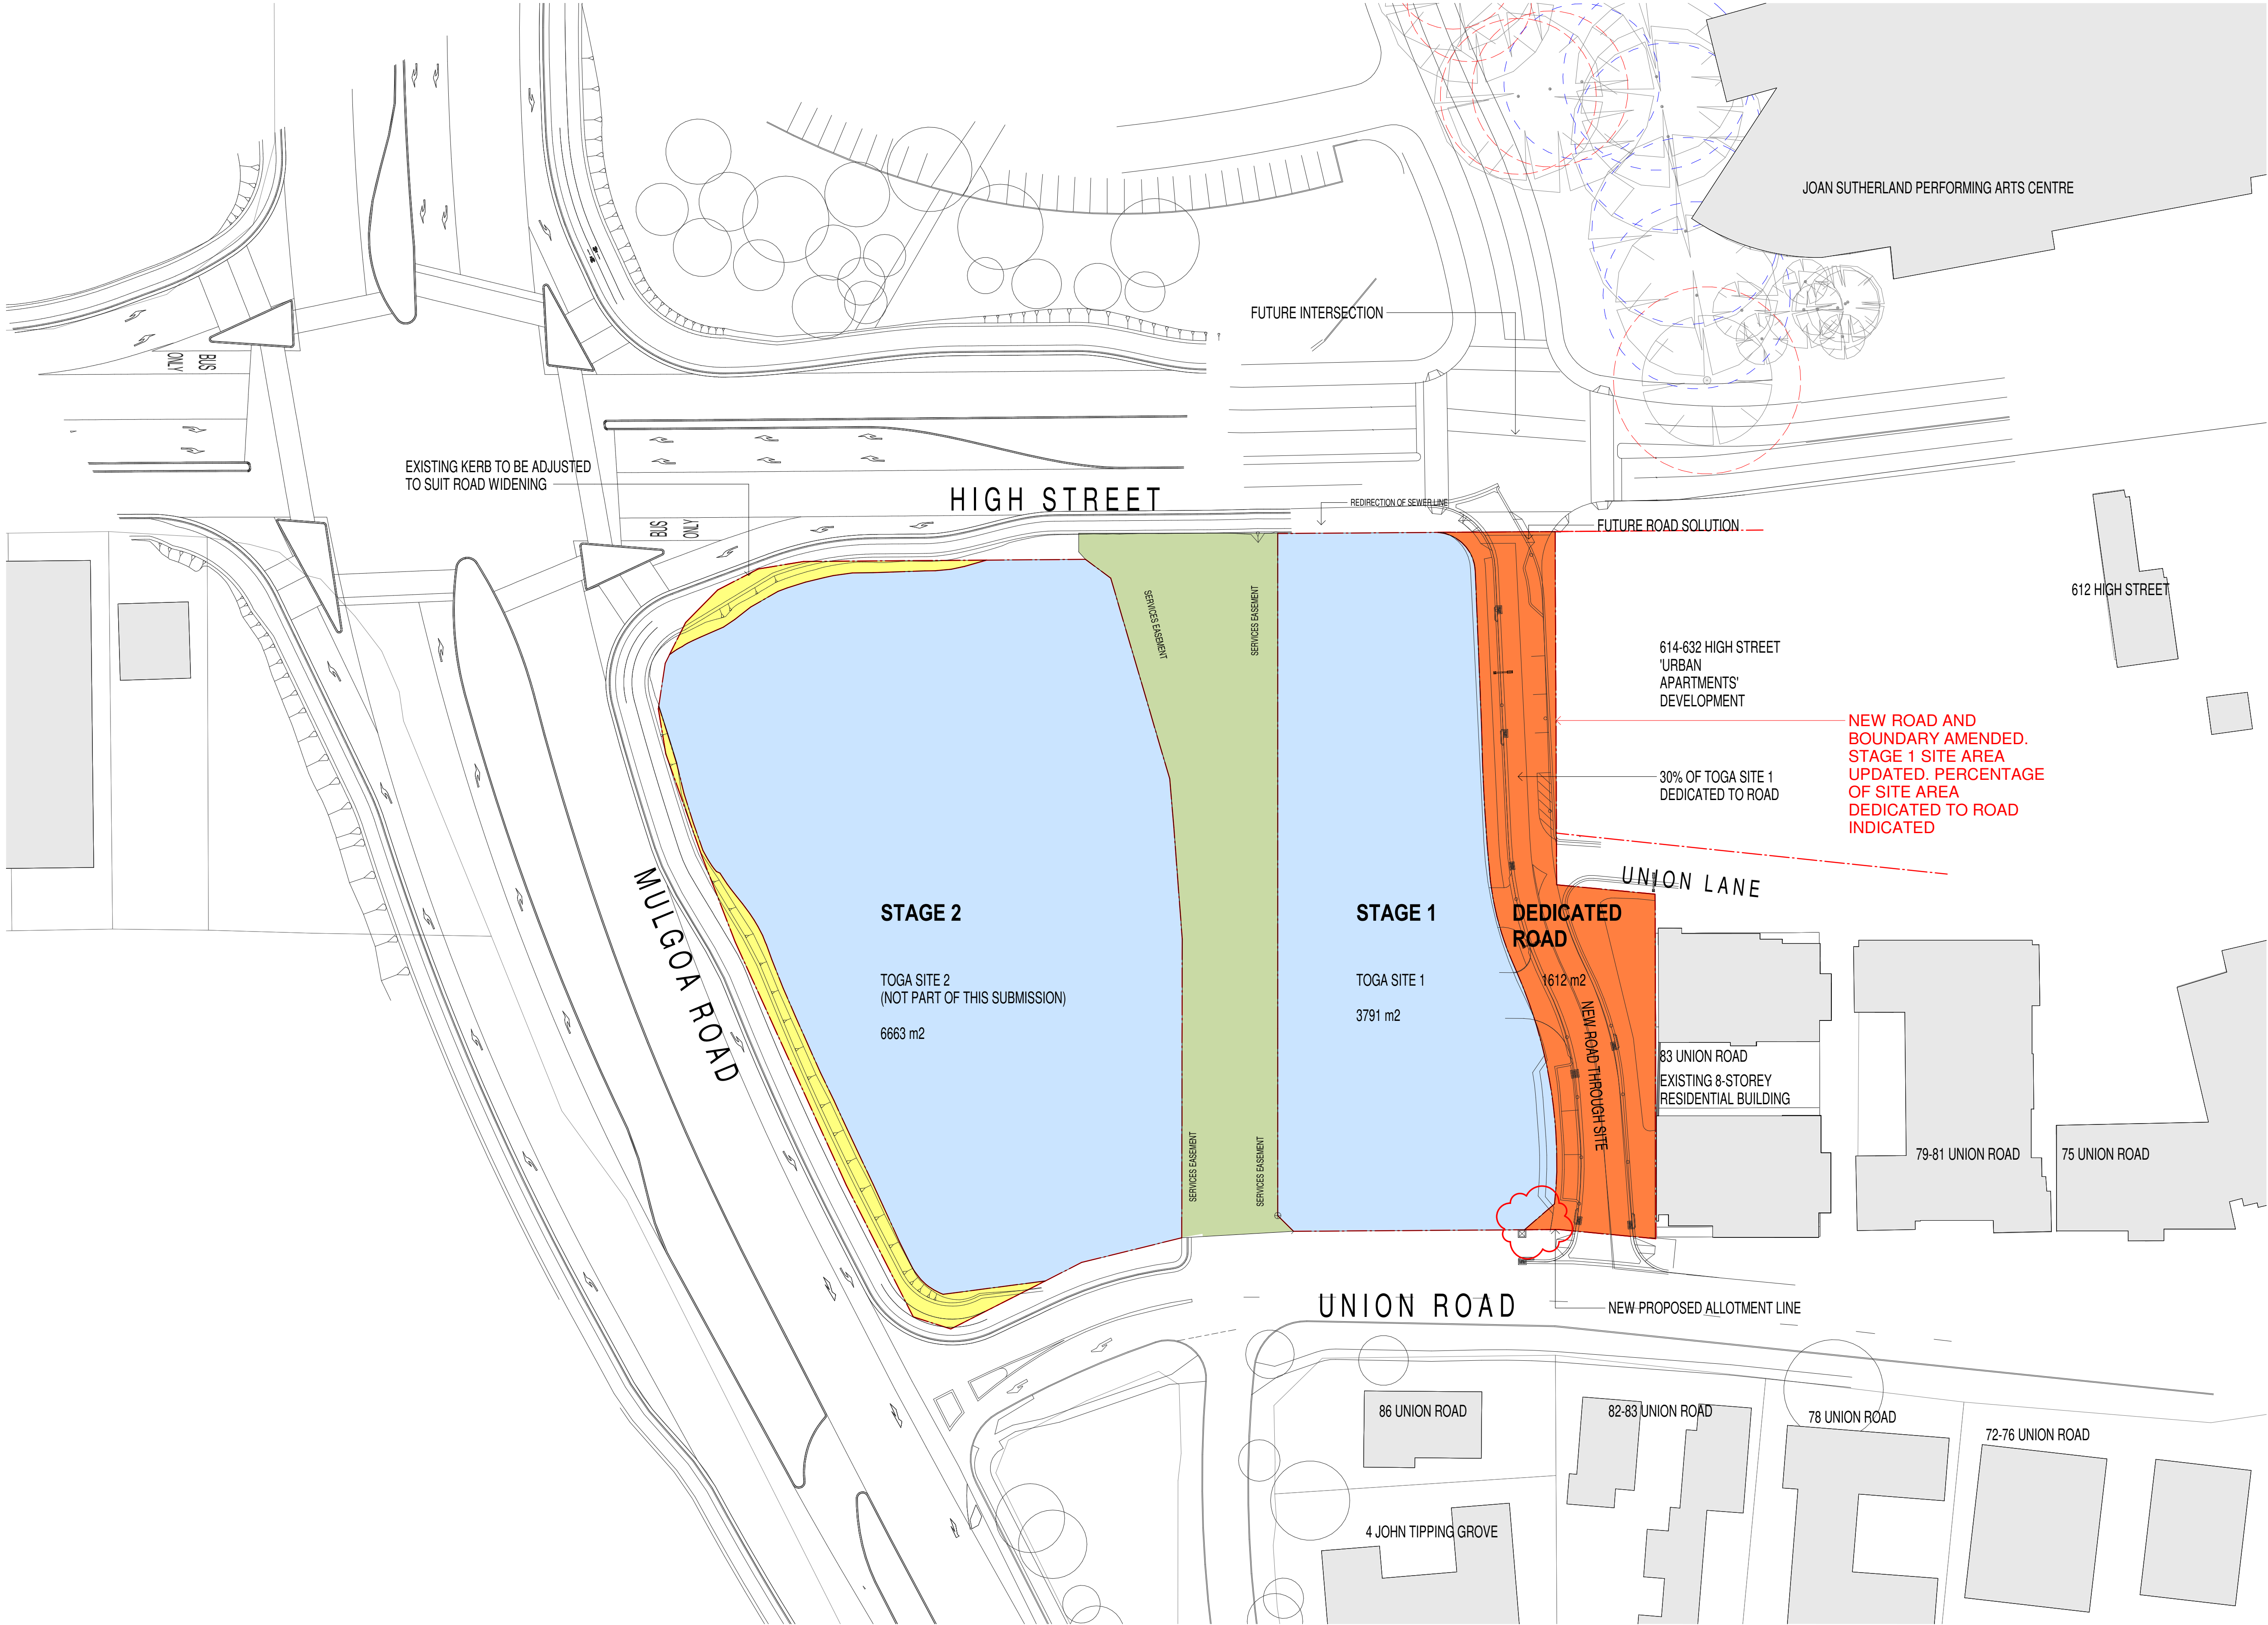 JOAN SUTHERLAND PERFORMING ARTS CENTRE
FUTURE INTERSECTION
BUS
ONLY
EXISTING KERB TO BE ADJUSTED
TO SUIT ROAD WIDENING
HIGH STREET
REDIRECTION OF SEWER LINE
BUS
ONLY
FUTURE ROAD SOLUTION
612 HIGH STREET
SERVICES EASEMENT
SERVICES EASEMENT
614-632 HIGH STREET
'URBAN
APARTMENTS'
DEVELOPMENT
NEW ROAD AND
BOUNDARY AMENDED.
STAGE 1 SITE AREA
UPDATED. PERCENTAGE
OF SITE AREA
DEDICATED TO ROAD
INDICATED
30% OF TOGA SITE 1
DEDICATED TO ROAD
UNION LANE
MULGOA ROAD
STAGE 2
TOGA SITE 2
(NOT PART OF THIS SUBMISSION)
6663 m2
STAGE 1
TOGA SITE 1
3791 m2
DEDICATED
ROAD
1612 m2
NEW ROAD THROUGH SITE
83 UNION ROAD
EXISTING 8-STOREY
RESIDENTIAL BUILDING
79-81 UNION ROAD
75 UNION ROAD
SERVICES EASEMENT
SERVICES EASEMENT
UNION ROAD
NEW PROPOSED ALLOTMENT LINE
86 UNION ROAD
82-83 UNION ROAD
78 UNION ROAD
72-76 UNION ROAD
4 JOHN TIPPING GROVE